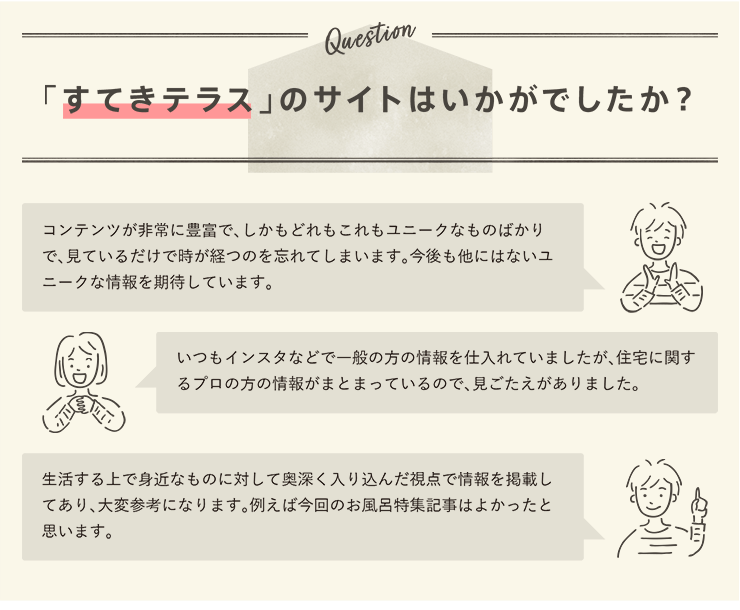 Question
「すてきテラス」のサイトはいかがでしたか？
コンテンツが非常に豊富で、しかもどれもこれもユニークなものばかり
で、見ているだけで時が経つのを忘れてしまいます。今後も他にはないユ
ニークな情報を期待しています。
いつもインスタなどで一般の方の情報を仕入れていましたが、住宅に関す
るプロの方の情報がまとまっているので、見ごたえがありました。
生活する上で身近なものに対して奥深く入り込んだ視点で情報を掲載し
てあり、大変参考になります。例えば今回のお風呂特集記事はよかったと
思います。